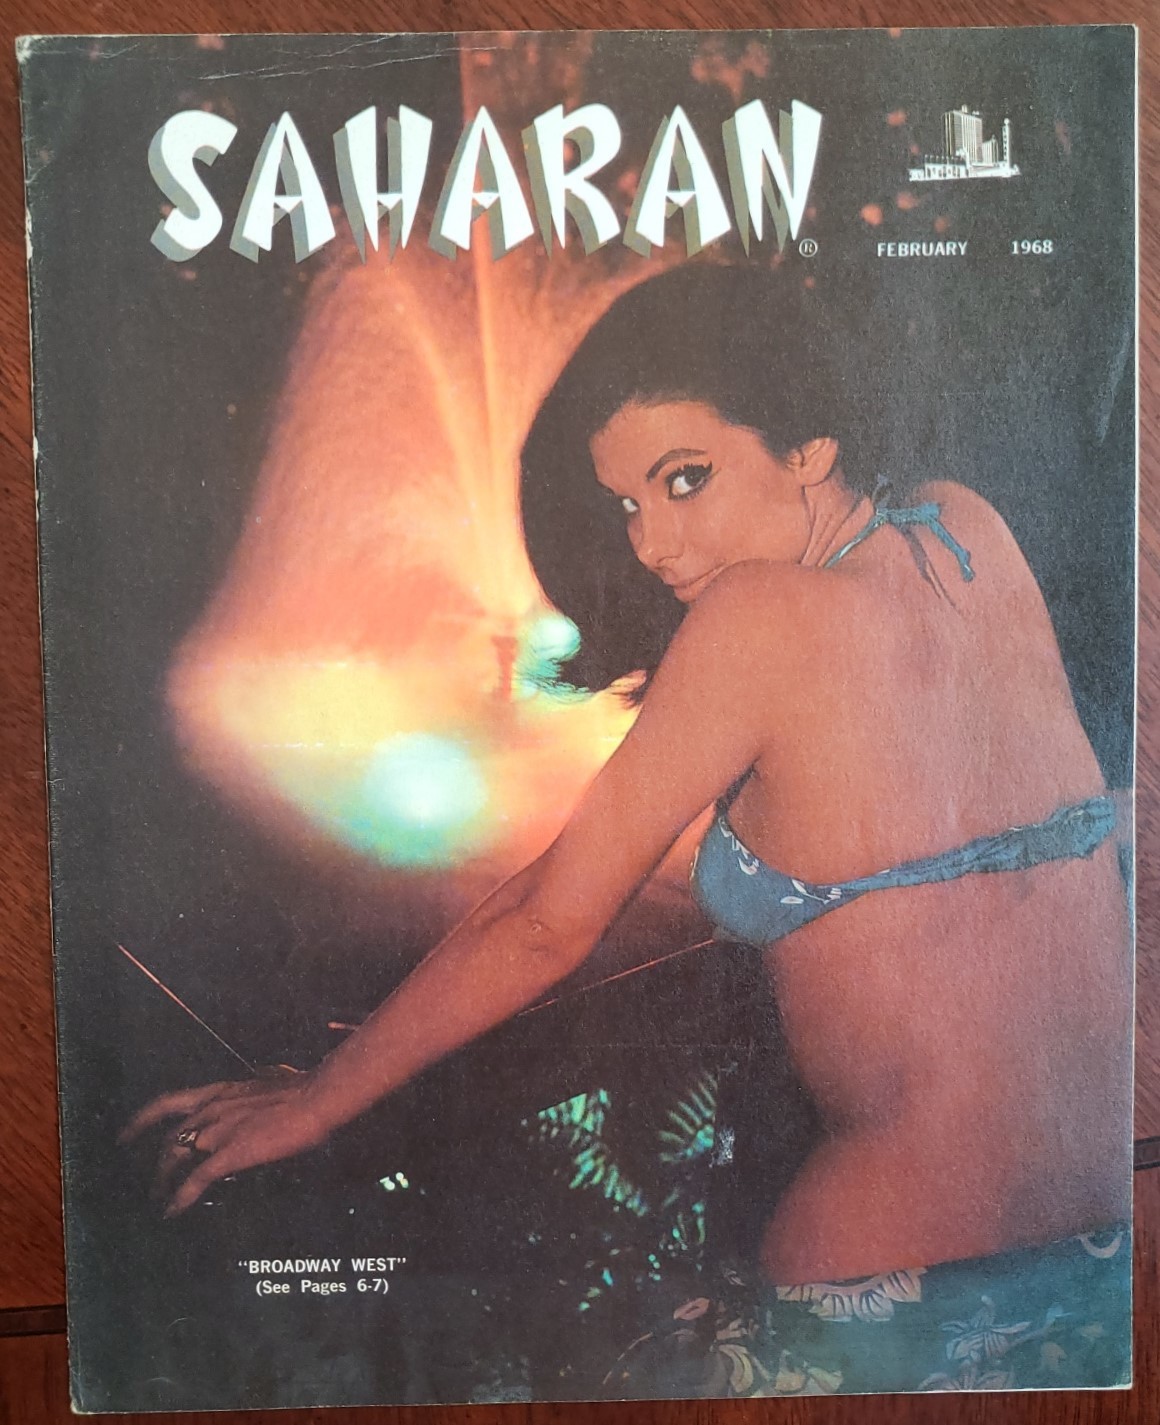 SAHARAN
®
FEBRUARY 1968
“BROADWAY WEST”
(See Pages 6-7)